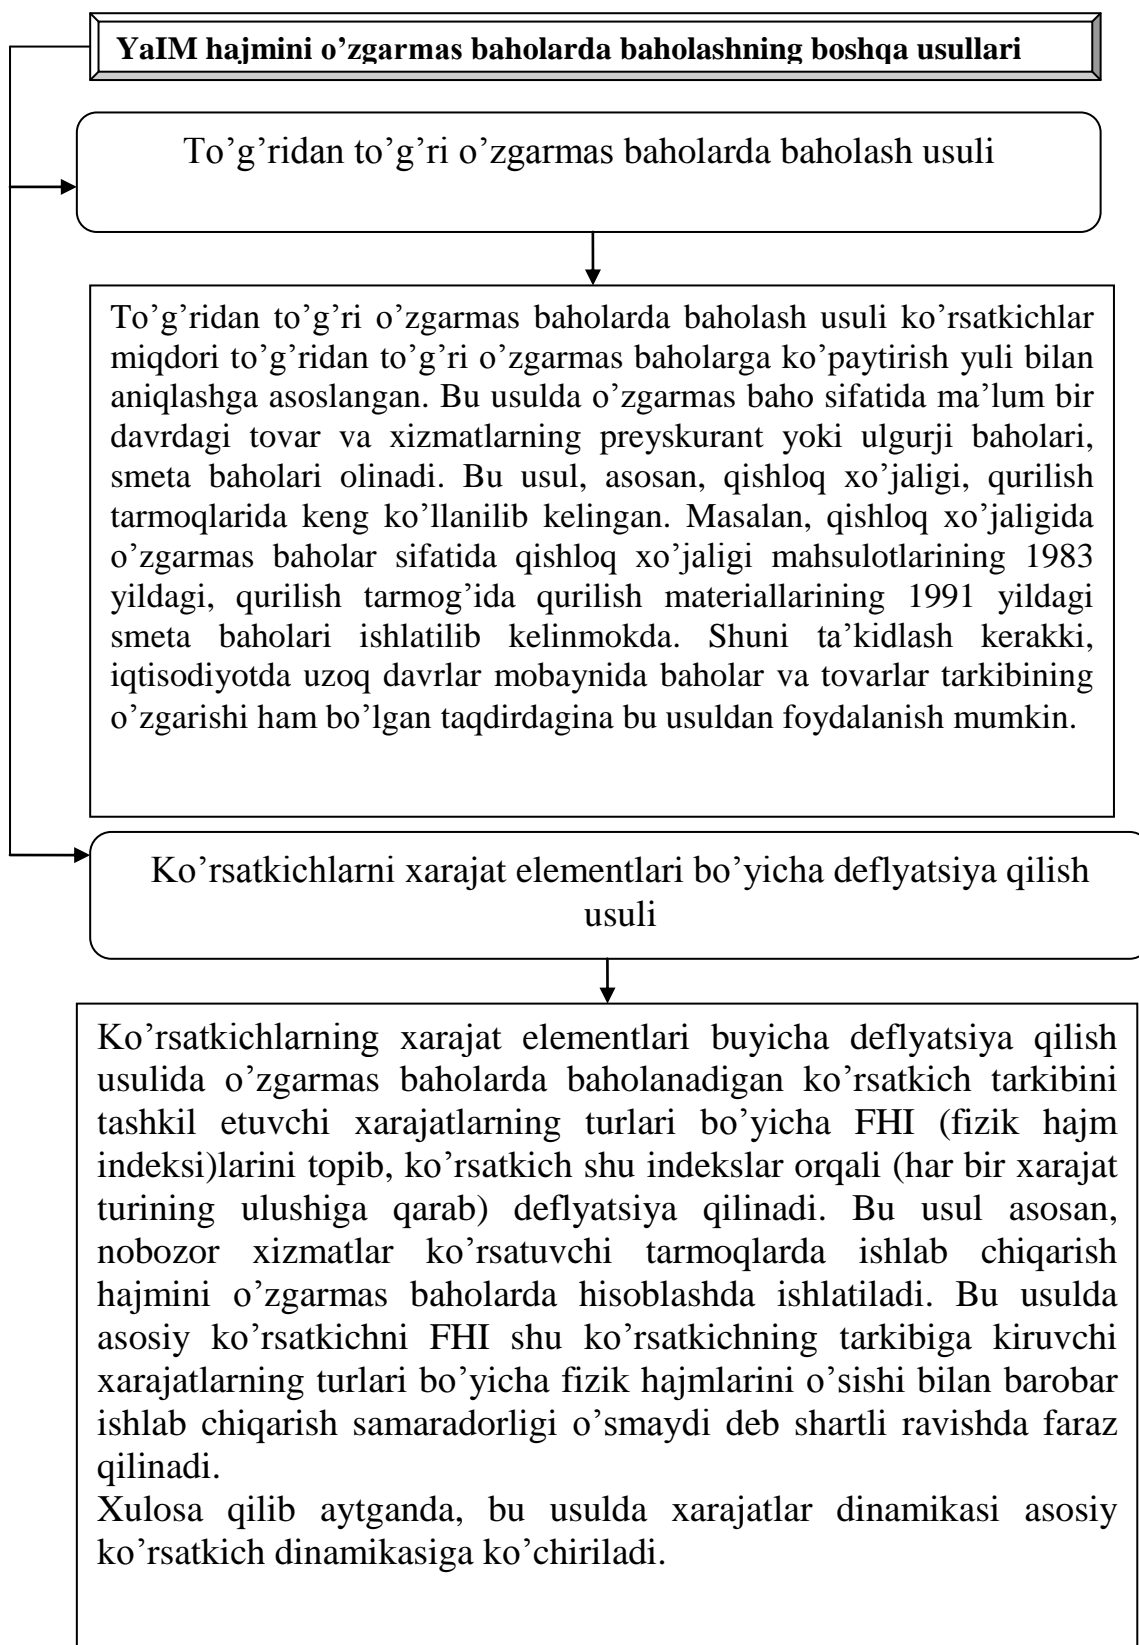 YaIM hajmini o’zgarmas baholarda baholashning boshqa usullari
To’g’ridan to’g’ri o’zgarmas baholarda baholash usuli
To’g’ridan to’g’ri o’zgarmas baholarda baholash usuli ko’rsatkichlar
miqdori to’g’ridan to’g’ri o’zgarmas baholarga ko’paytirish yuli bilan
aniqlashga asoslangan. Bu usulda o’zgarmas baho sifatida ma’lum bir
davrdagi tovar va xizmatlarning preyskurant yoki ulgurji baholari,
smeta baholari olinadi. Bu usul, asosan, qishloq xo’jaligi, qurilish
tarmoqlarida keng ko’llanilib kelingan. Masalan, qishloq xo’jaligida
o’zgarmas baholar sifatida qishloq xo’jaligi mahsulotlarining 1983
yildagi, qurilish tarmog’ida qurilish materiallarining 1991 yildagi
smeta baholari ishlatilib kelinmokda. Shuni ta’kidlash kerakki,
iqtisodiyotda uzoq davrlar mobaynida baholar va tovarlar tarkibining
o’zgarishi ham bo’lgan taqdirdagina bu usuldan foydalanish mumkin.
Ko’rsatkichlarni xarajat elementlari bo’yicha deflyatsiya qilish
usuli
Ko’rsatkichlarning xarajat elementlari buyicha deflyatsiya qilish
usulida o’zgarmas baholarda baholanadigan ko’rsatkich tarkibini
tashkil etuvchi xarajatlarning turlari bo’yicha FHI (fizik hajm
indeksi)larini topib, ko’rsatkich shu indekslar orqali (har bir xarajat
turining ulushiga qarab) deflyatsiya qilinadi. Bu usul asosan,
nobozor xizmatlar ko’rsatuvchi tarmoqlarda ishlab chiqarish
hajmini o’zgarmas baholarda hisoblashda ishlatiladi. Bu usulda
asosiy ko’rsatkichni FHI shu ko’rsatkichning tarkibiga kiruvchi
xarajatlarning turlari bo’yicha fizik hajmlarini o’sishi bilan barobar
ishlab chiqarish samaradorligi o’smaydi deb shartli ravishda faraz
qilinadi.
Xulosa qilib aytganda, bu usulda xarajatlar dinamikasi asosiy
ko’rsatkich dinamikasiga ko’chiriladi.